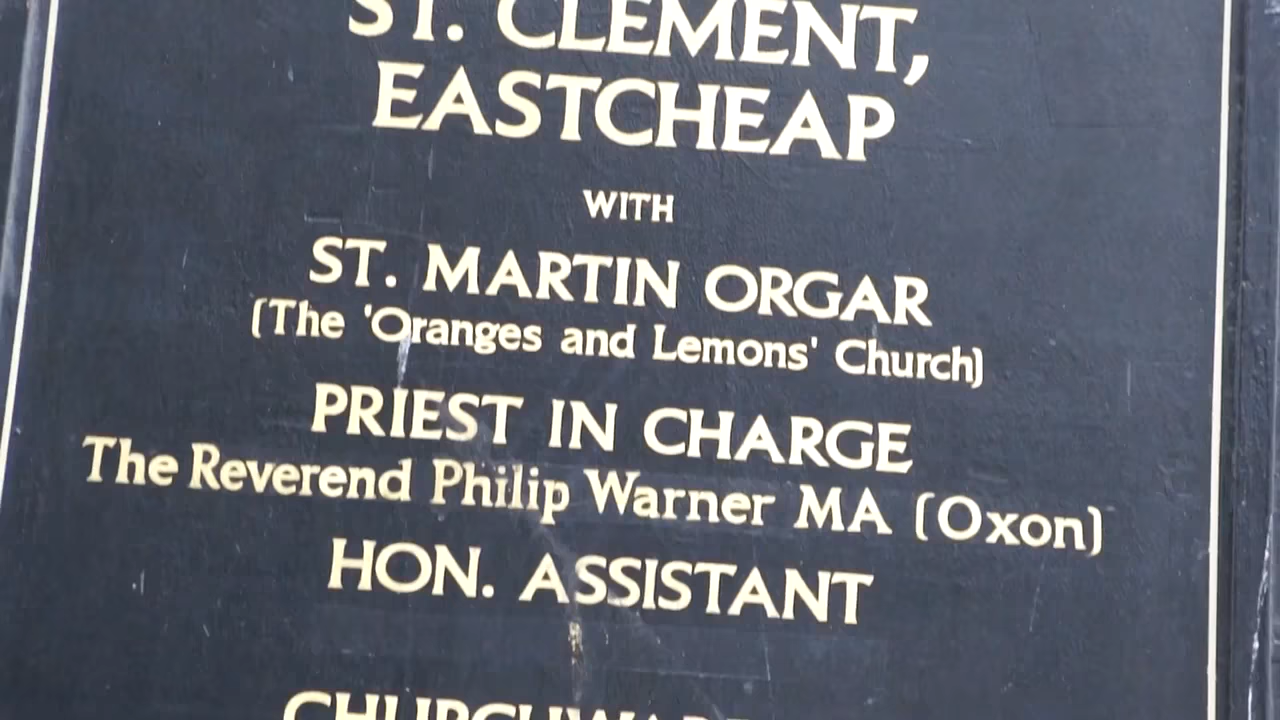 ST. CLEMENT,
EASTCHEAP
WITH
ST. MARTIN ORGAR
(The 'Oranges and Lemons' Church)
PRIEST IN CHARGE
The Reverend Philip Warner MA (Oxon)
HON. ASSISTANT